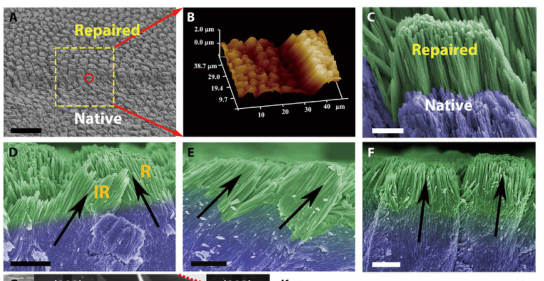 A
Repaired
Native
B
2.0 μm
0.0 μm
38.7 μm
29.0
19.4
9.7
10
20
30
40
μm
C
Repaired
Native
D
R
IR
E
F